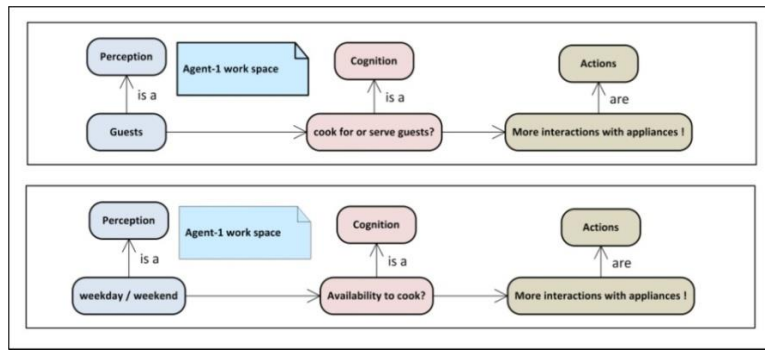 Perception
Agent-1 work space
Cognition
Actions
is a
is a
are
Guests
cook for or serve guests?
More interactions with appliances !
Perception
Agent-1 work space
Cognition
Actions
is a
is a
are
weekday / weekend
Availability to cook?
More interactions with appliances !